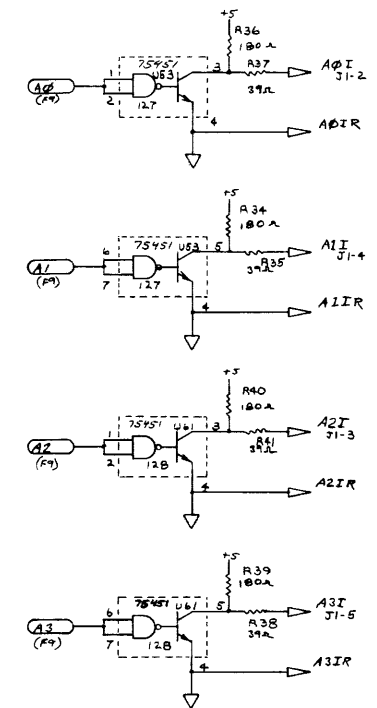 +5
R36
180Ω
75451
U53
3
R37
39Ω
AØI
J1-2
AØ
(F9)
1
2
127
4
AØIR
+5
R34
180Ω
75451
U53
5
R35
39Ω
A1I
J1-4
A1
(F9)
6
7
127
4
A1IR
+5
R40
180Ω
75451
U61
3
R41
39Ω
A2I
J1-3
A2
(F9)
1
2
128
4
A2IR
+5
R39
180Ω
75451
U61
5
R38
39Ω
A3I
J1-5
A3
(F9)
6
7
128
4
A3IR